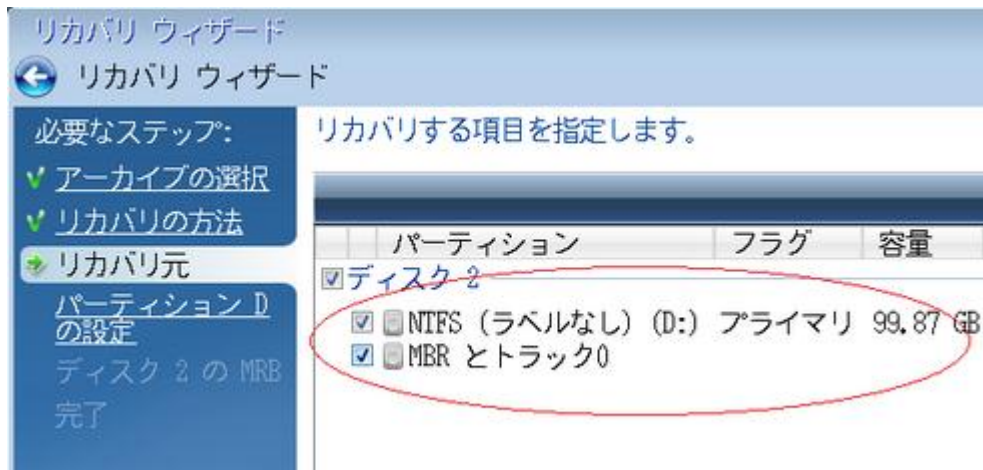 リカバリ ウィザード
リカバリ ウィザード
必要なステップ:
アーカイブの選択
リカバリの方法
リカバリ元
パーティション D
の設定
ディスク 2 の MRB
完了
リカバリする項目を指定します。
パーティション フラグ 容量
ディスク 2
NTFS (ラベルなし) (D:) プライマリ 99.87 GB
MBR とトラック0